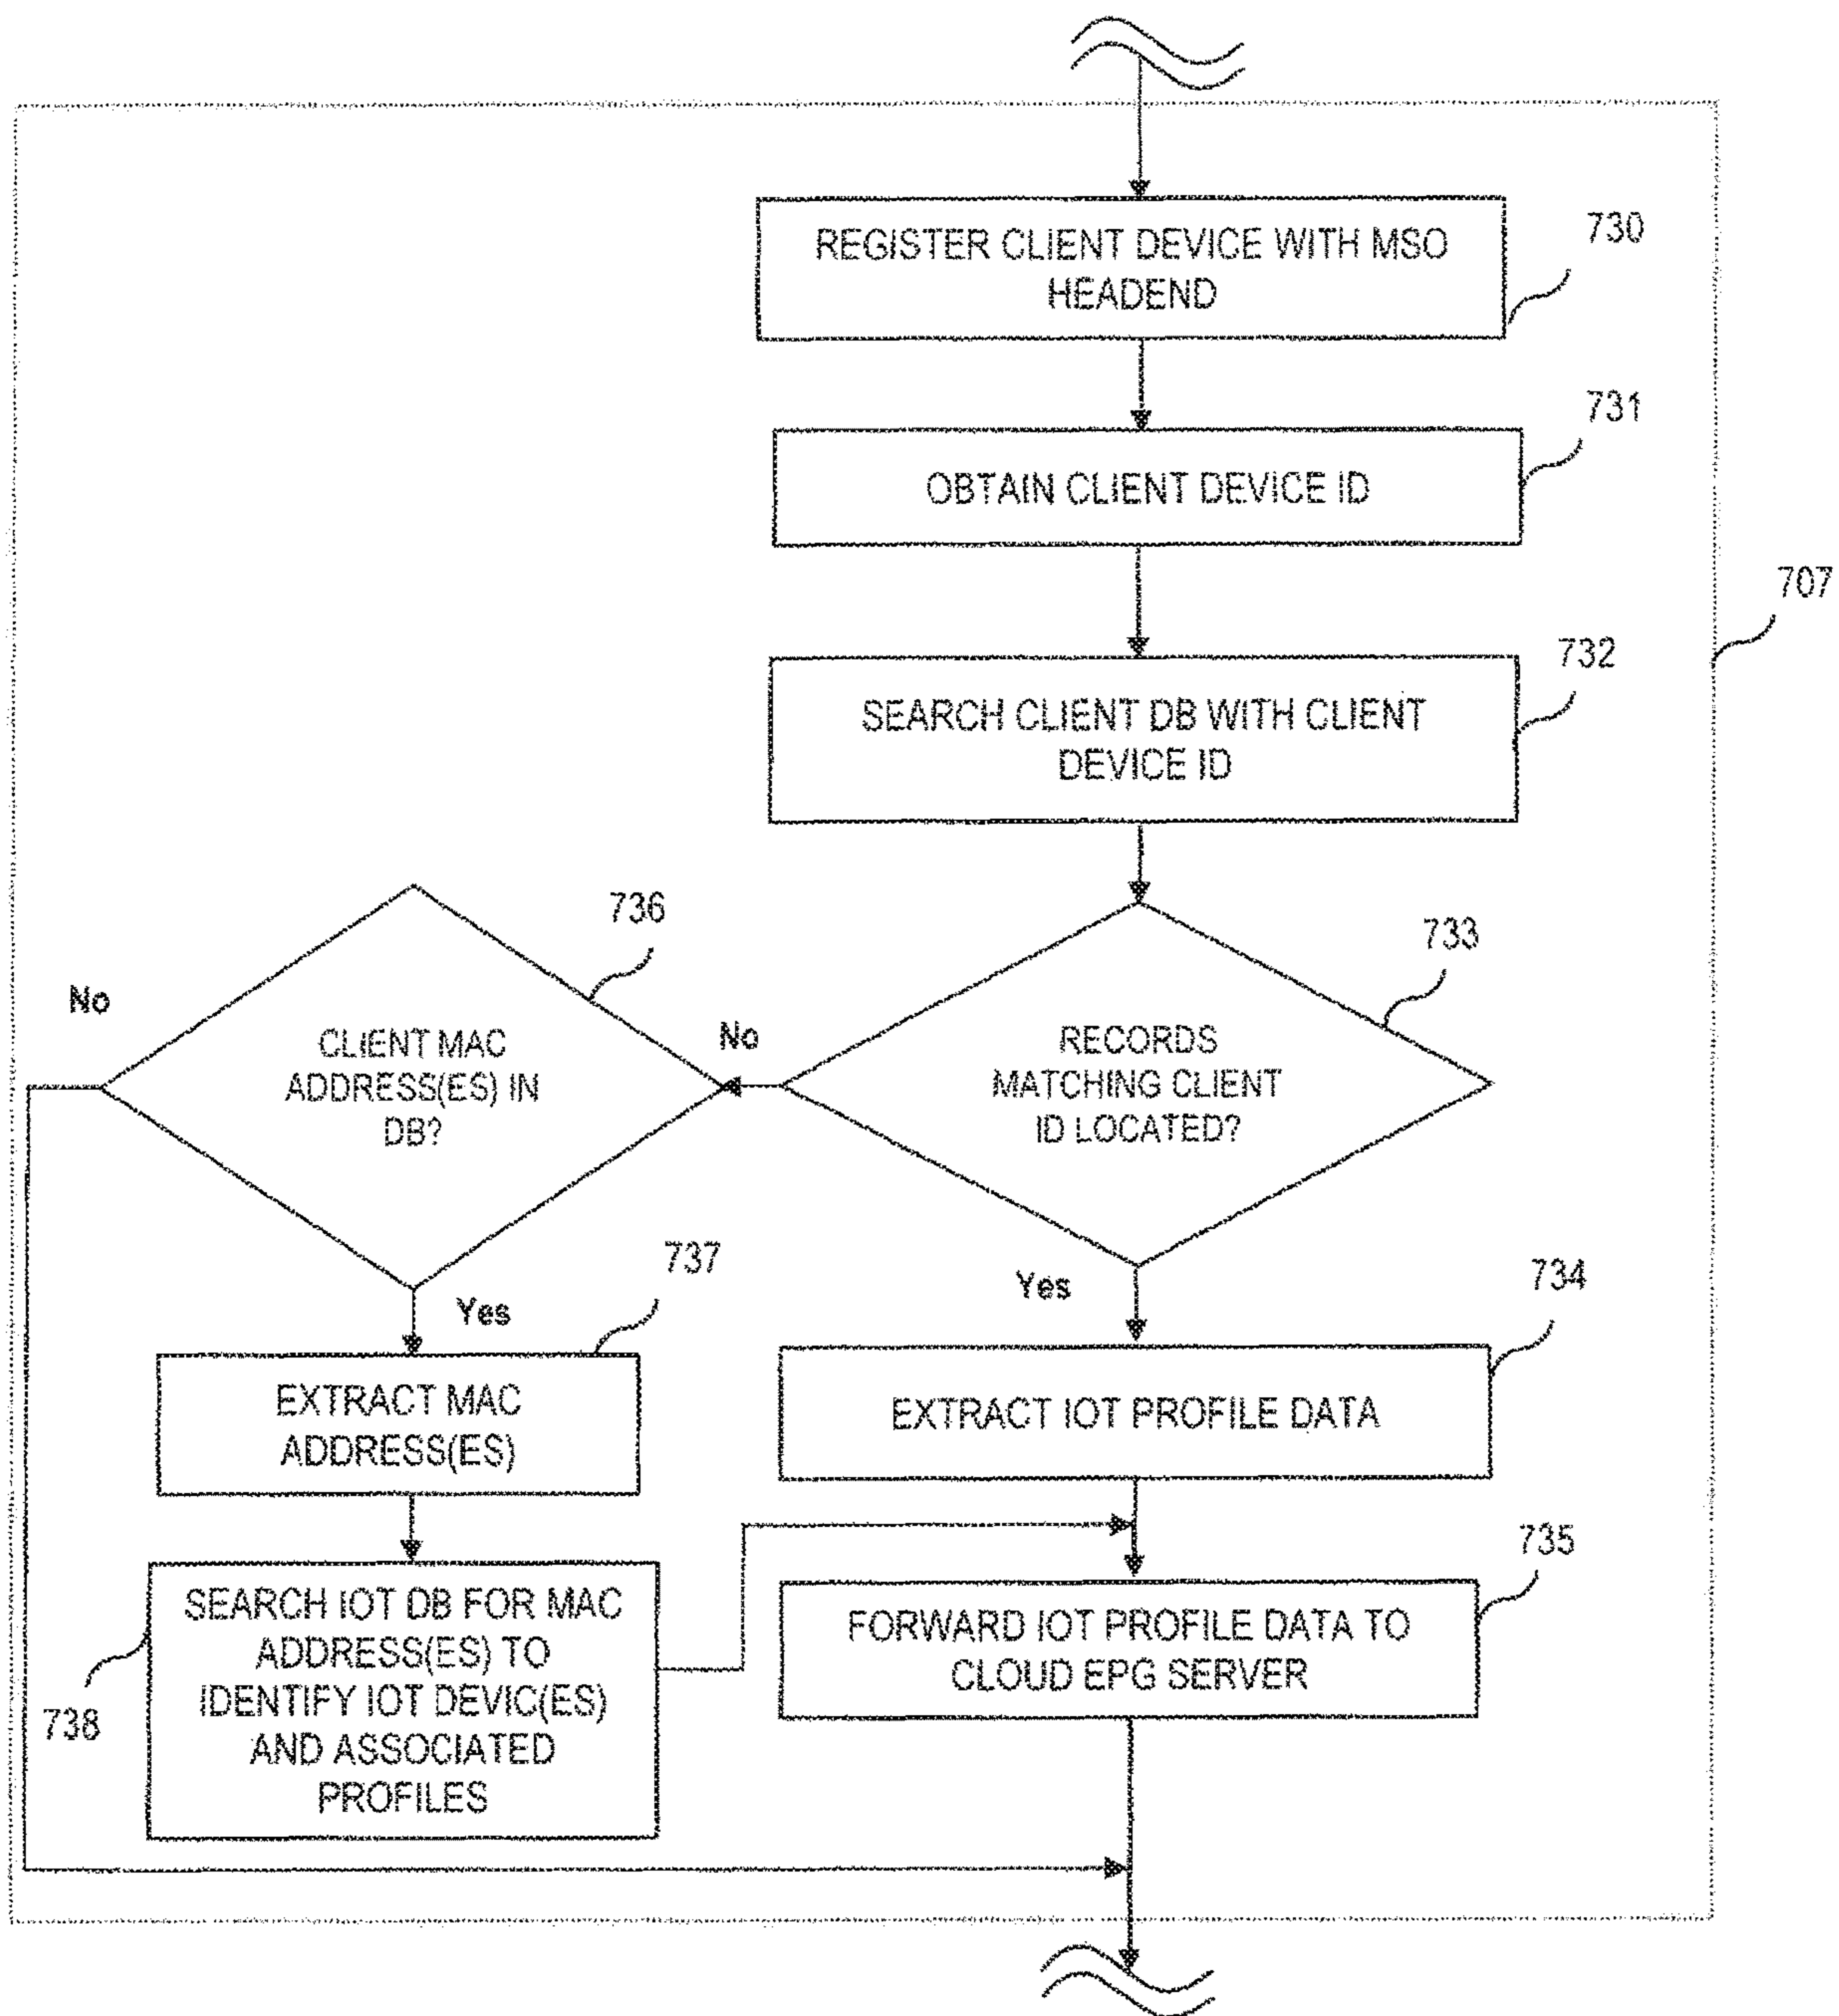 REGISTER CLIENT DEVICE WITH MSO
HEADEND
730
731
OBTAIN CLIENT DEVICE ID
707
732
SEARCH CLIENT DB WITH CLIENT
DEVICE ID
736
733
No
CLIENT MAC
ADDRESS(ES) IN
DB?
No
RECORDS
MATCHING CLIENT
ID LOCATED?
737
Yes
734
Yes
EXTRACT MAC
ADDRESS(ES)
EXTRACT IOT PROFILE DATA
735
SEARCH IOT DB FOR MAC
ADDRESS(ES) TO
IDENTIFY IOT DEVIC(ES)
AND ASSOCIATED
PROFILES
738
FORWARD IOT PROFILE DATA TO
CLOUD EPG SERVER